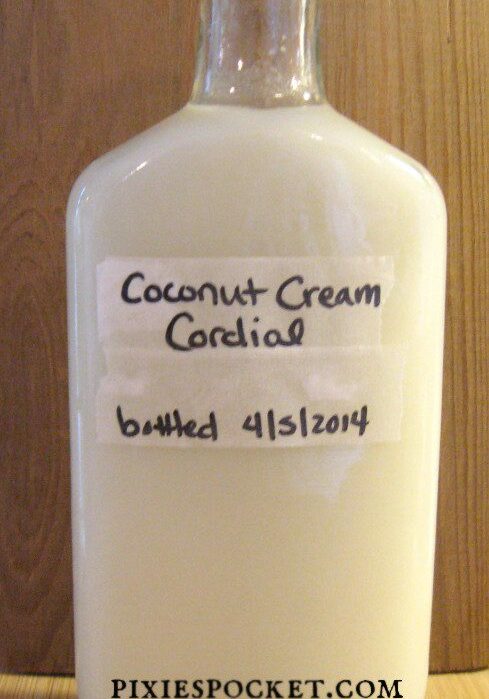 Coconut Cream
Cordial
bottled 4/5/2014
PIXIESPOCKET.COM